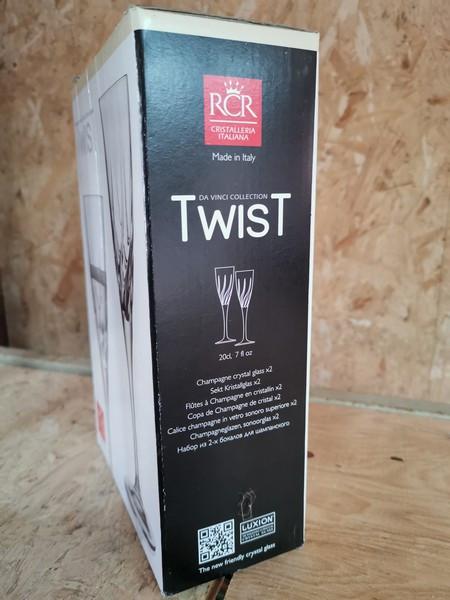 RCR
CRISTALLERIA
ITALIANA
Made in Italy
DA VINCI COLLECTION
TWIST
20cl, 7 fl oz
Champagne crystal glass x2
Sekt Kristallglas x2
Flûtes à Champagne en cristallin x2
Copa de Champagne de cristal x2
Calice champagne in vetro sonoro superiore x2
Champagneglazen, sonoorglas x2
Набор из 2-х бокалов для шампанского
LUXION
The new friendly crystal glass